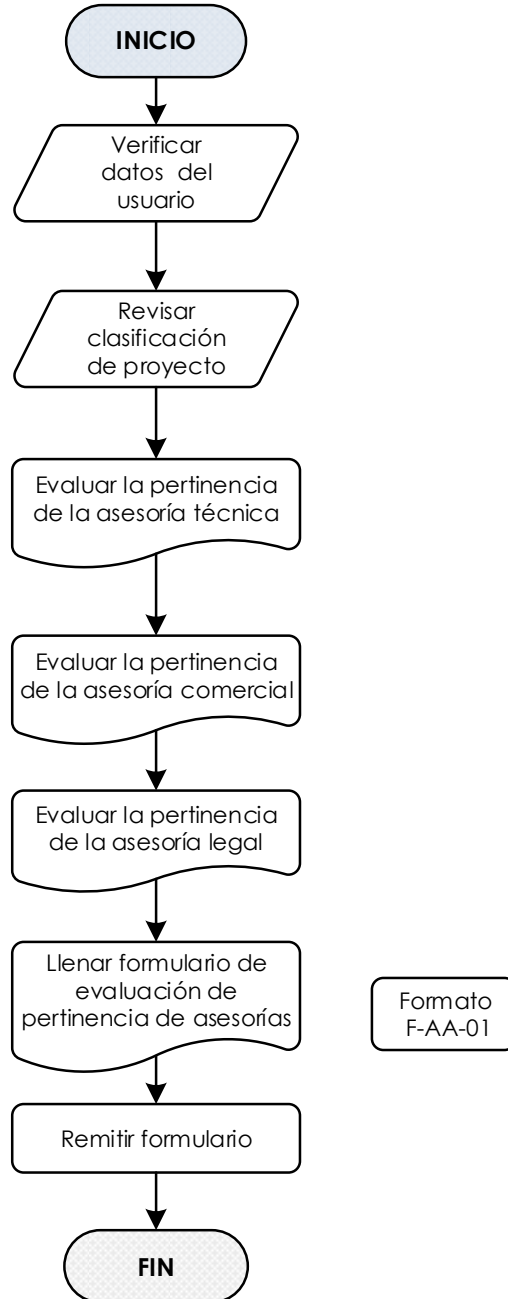 INICIO
Verificar
datos del
usuario
Revisar
clasificación
de proyecto
Evaluar la pertinencia
de la asesoría técnica
Evaluar la pertinencia
de la asesoría comercial
Evaluar la pertinencia
de la asesoría legal
Llenar formulario de
evaluación de
pertinencia de asesorías
Formato
F-AA-01
Remitir formulario
FIN